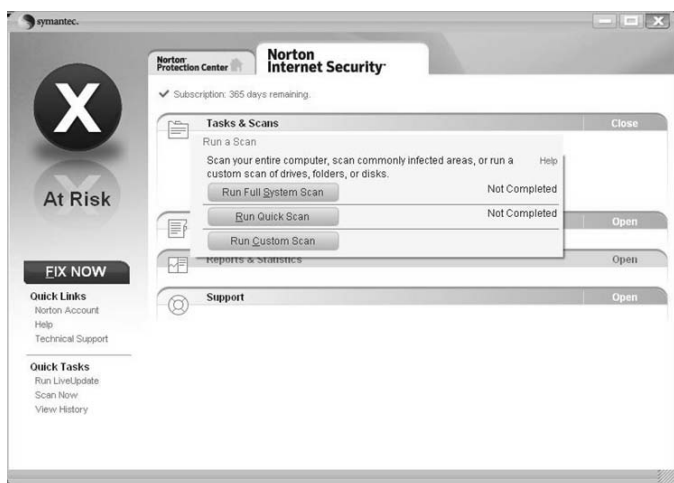 symantec.
Norton
Protection Center
Norton
Internet Security
Subscription: 365 days remaining.
X
At Risk
FIX NOW
Quick Links
Norton Account
Help
Technical Support
Quick Tasks
Run LiveUpdate
Scan Now
View History
Tasks & Scans
Close
Run a Scan
Scan your entire computer, scan commonly infected areas, or run a
custom scan of drives, folders, or disks.
Help
Run Full System Scan
Not Completed
Run Quick Scan
Not Completed
Run Custom Scan
Open
Reports & Statistics
Open
Support
Open